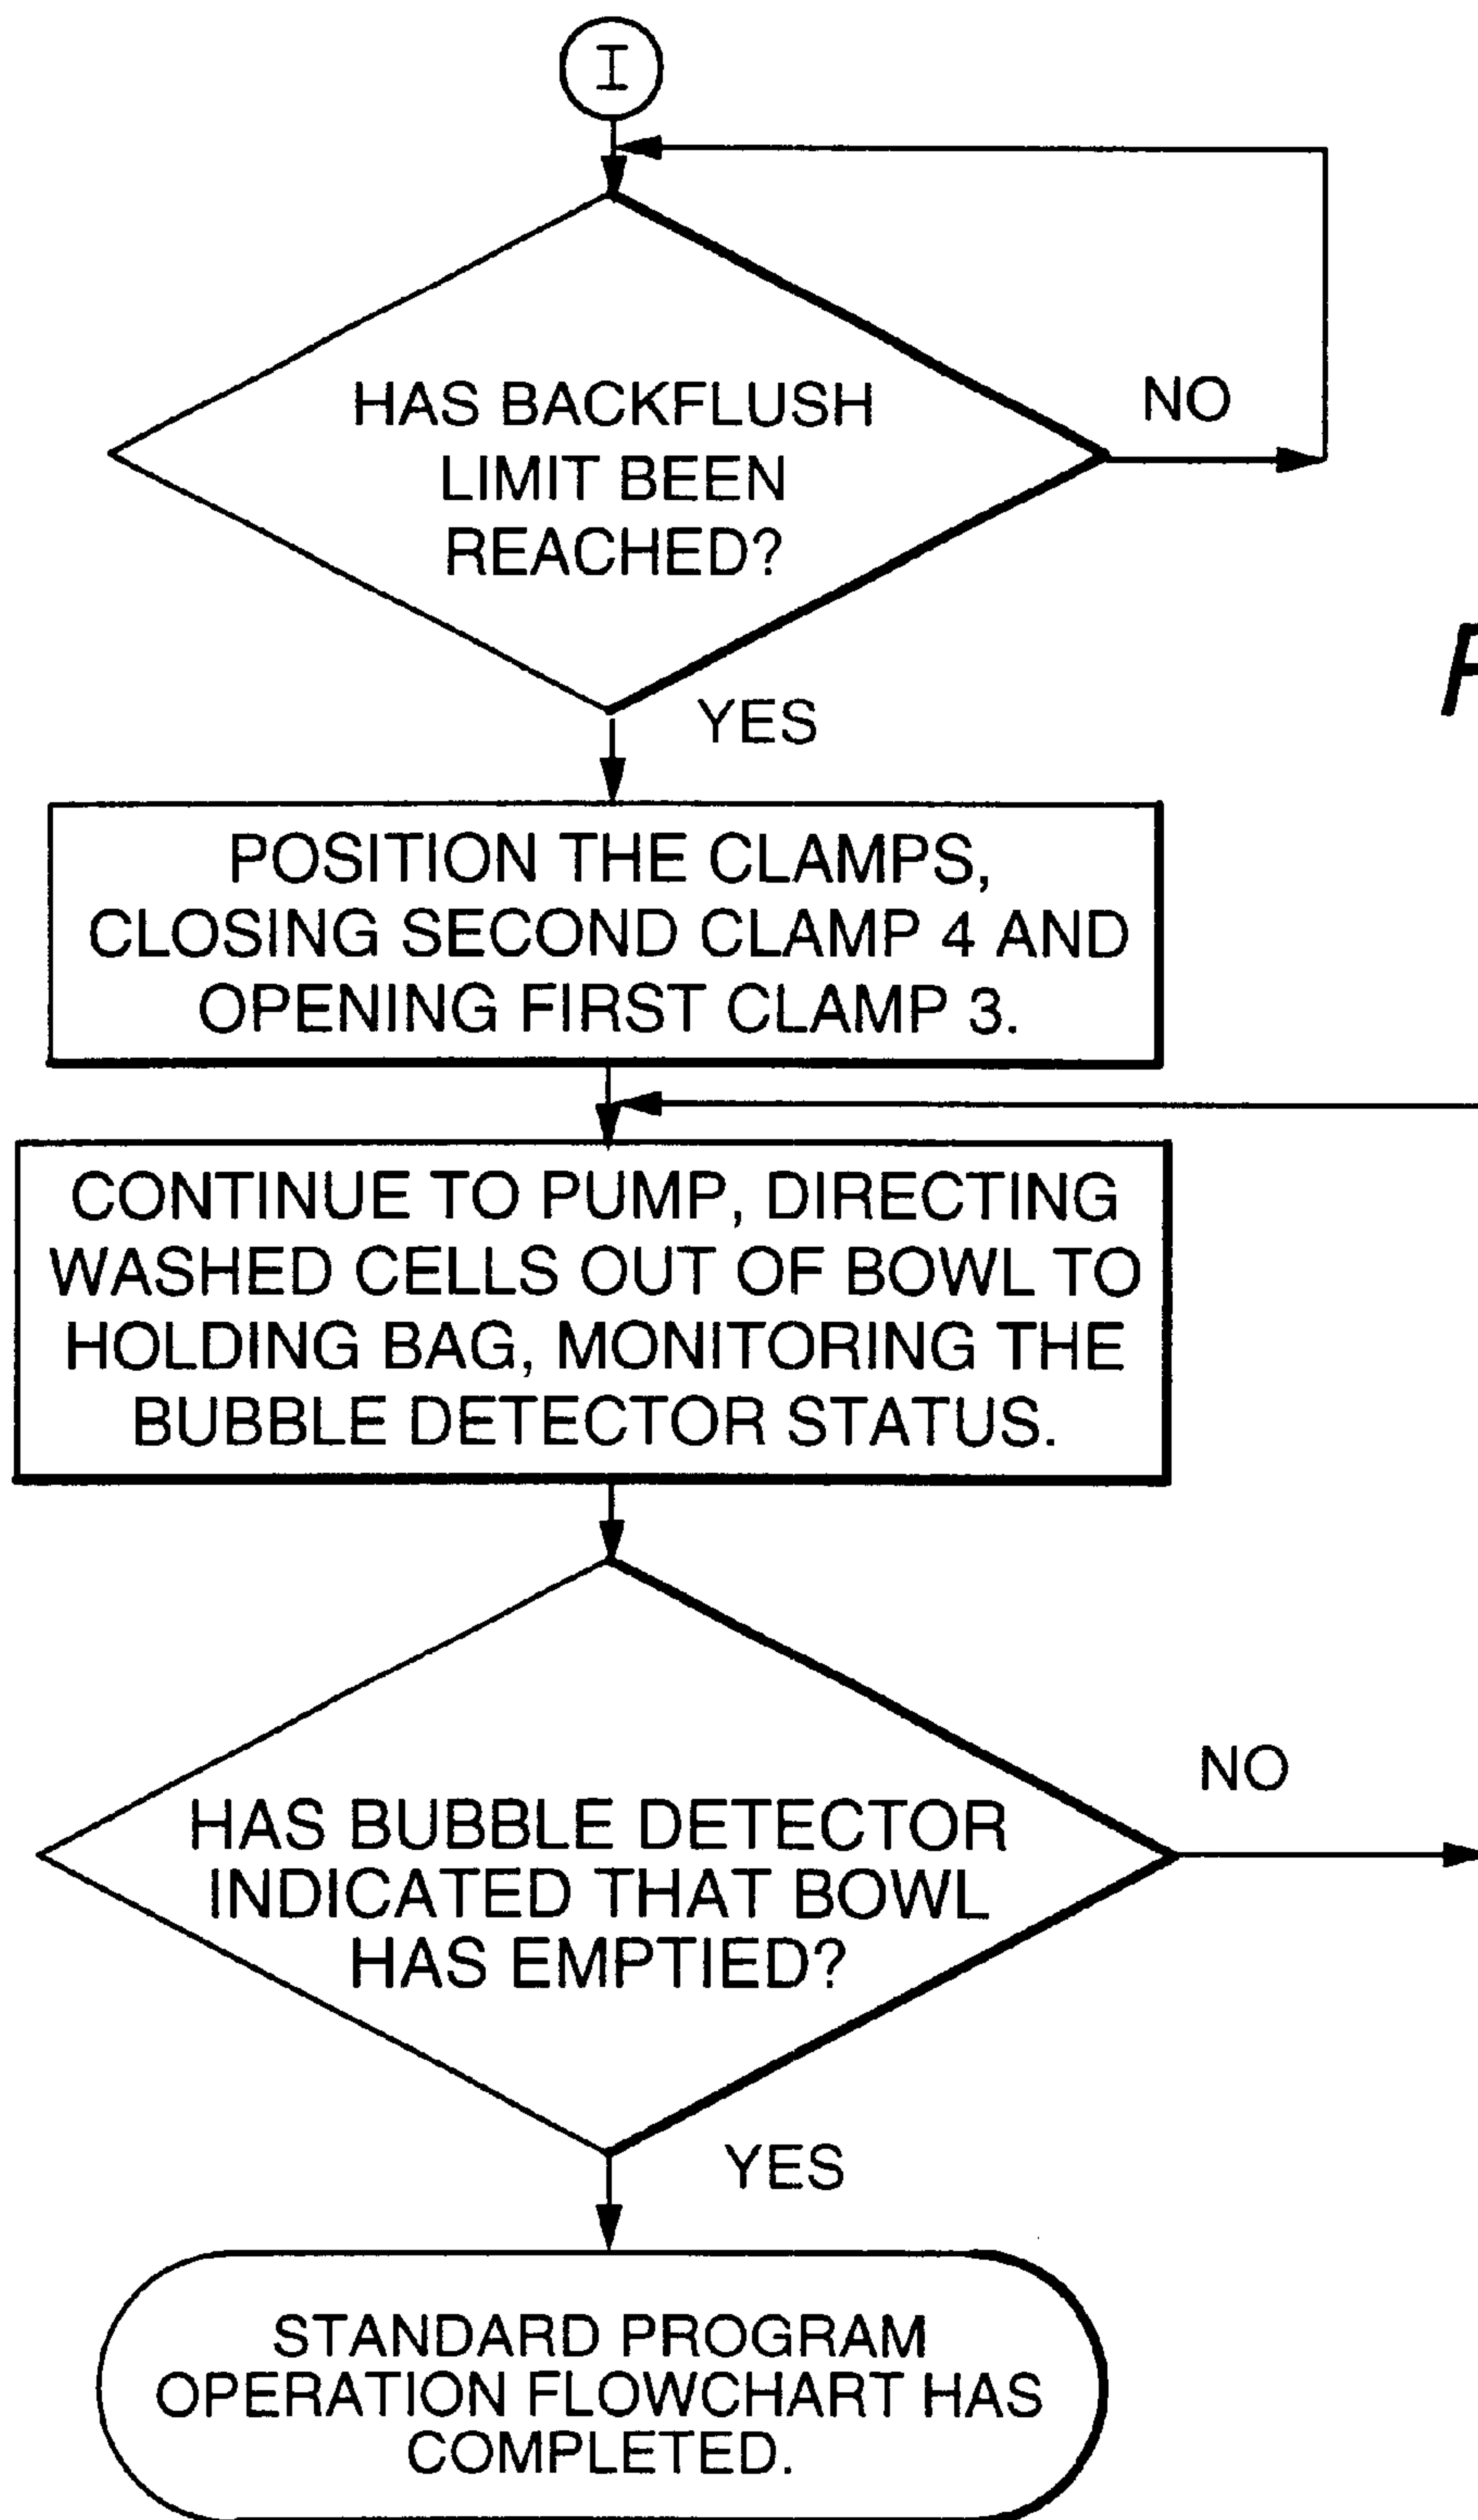 I
HAS BACKFLUSH
LIMIT BEEN
REACHED?
NO
YES
POSITION THE CLAMPS,
CLOSING SECOND CLAMP 4 AND
OPENING FIRST CLAMP 3.
CONTINUE TO PUMP, DIRECTING
WASHED CELLS OUT OF BOWL TO
HOLDING BAG, MONITORING THE
BUBBLE DETECTOR STATUS.
NO
HAS BUBBLE DETECTOR
INDICATED THAT BOWL
HAS EMPTIED?
YES
STANDARD PROGRAM
OPERATION FLOWCHART HAS
COMPLETED.